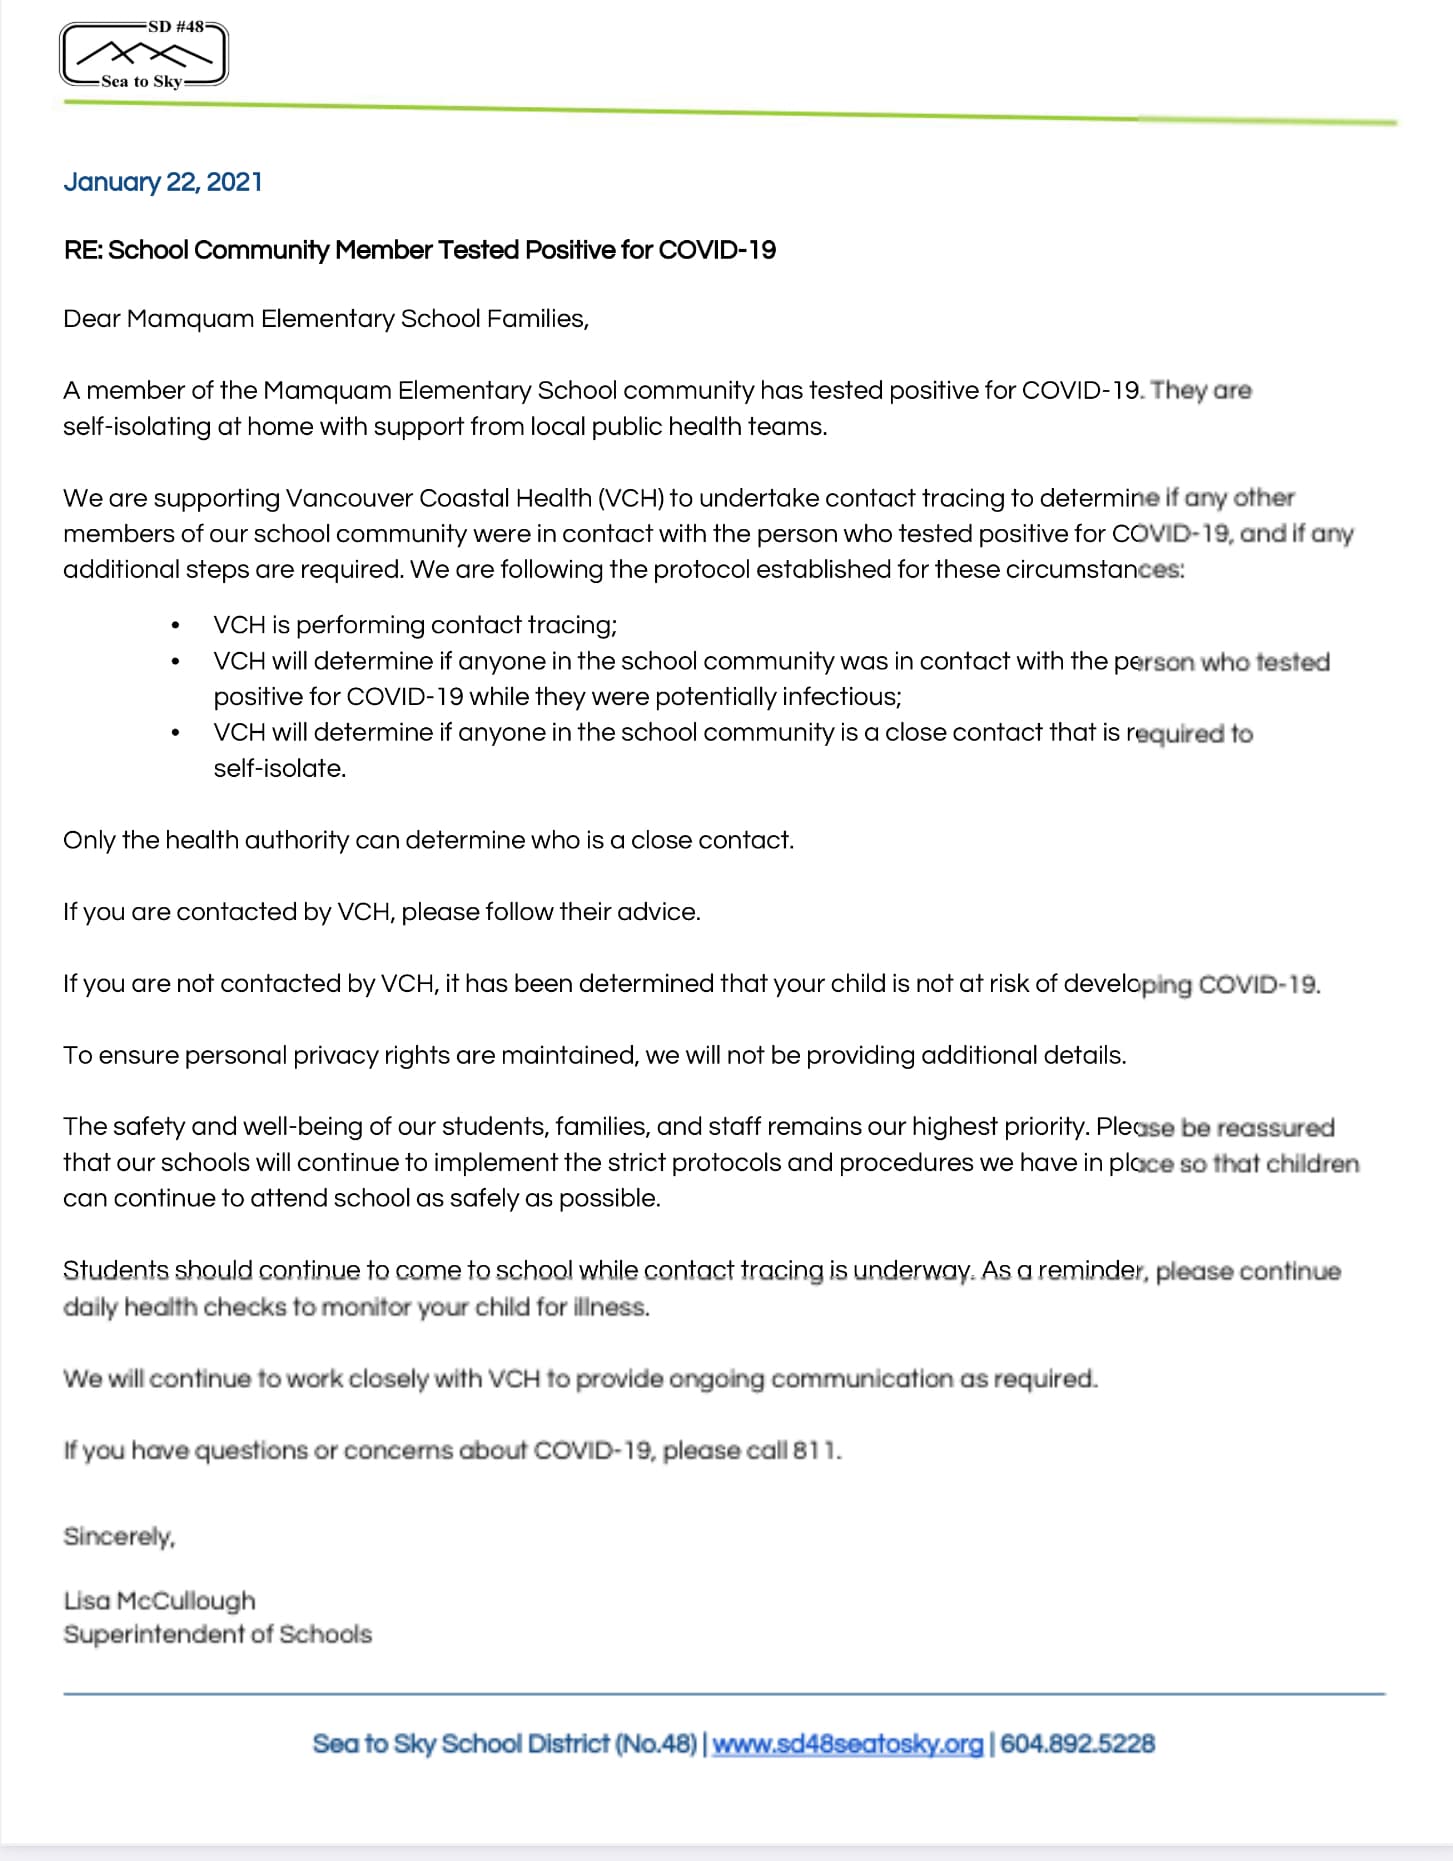 SD #48
Sea to Sky
January 22, 2021
RE: School Community Member Tested Positive for COVID-19
Dear Mamquam Elementary School Families,
A member of the Mamquam Elementary School community has tested positive for COVID-19. They are
self-isolating at home with support from local public health teams.
We are supporting Vancouver Coastal Health (VCH) to undertake contact tracing to determine if any other
members of our school community were in contact with the person who tested positive for COVID-19, and if any
additional steps are required. We are following the protocol established for these circumstances:
• VCH is performing contact tracing;
• VCH will determine if anyone in the school community was in contact with the person who tested
positive for COVID-19 while they were potentially infectious;
• VCH will determine if anyone in the school community is a close contact that is required to
self-isolate.
Only the health authority can determine who is a close contact.
If you are contacted by VCH, please follow their advice.
If you are not contacted by VCH, it has been determined that your child is not at risk of developing COVID-19.
To ensure personal privacy rights are maintained, we will not be providing additional details.
The safety and well-being of our students, families, and staff remains our highest priority. Please be reassured
that our schools will continue to implement the strict protocols and procedures we have in place so that children
can continue to attend school as safely as possible.
Students should continue to come to school while contact tracing is underway. As a reminder, please continue
daily health checks to monitor your child for illness.
We will continue to work closely with VCH to provide ongoing communication as required.
If you have questions or concerns about COVID-19, please call 811.
Sincerely,
Lisa McCullough
Superintendent of Schools
Sea to Sky School District (No.48) | www.sd48seatosky.org | 604.892.5228